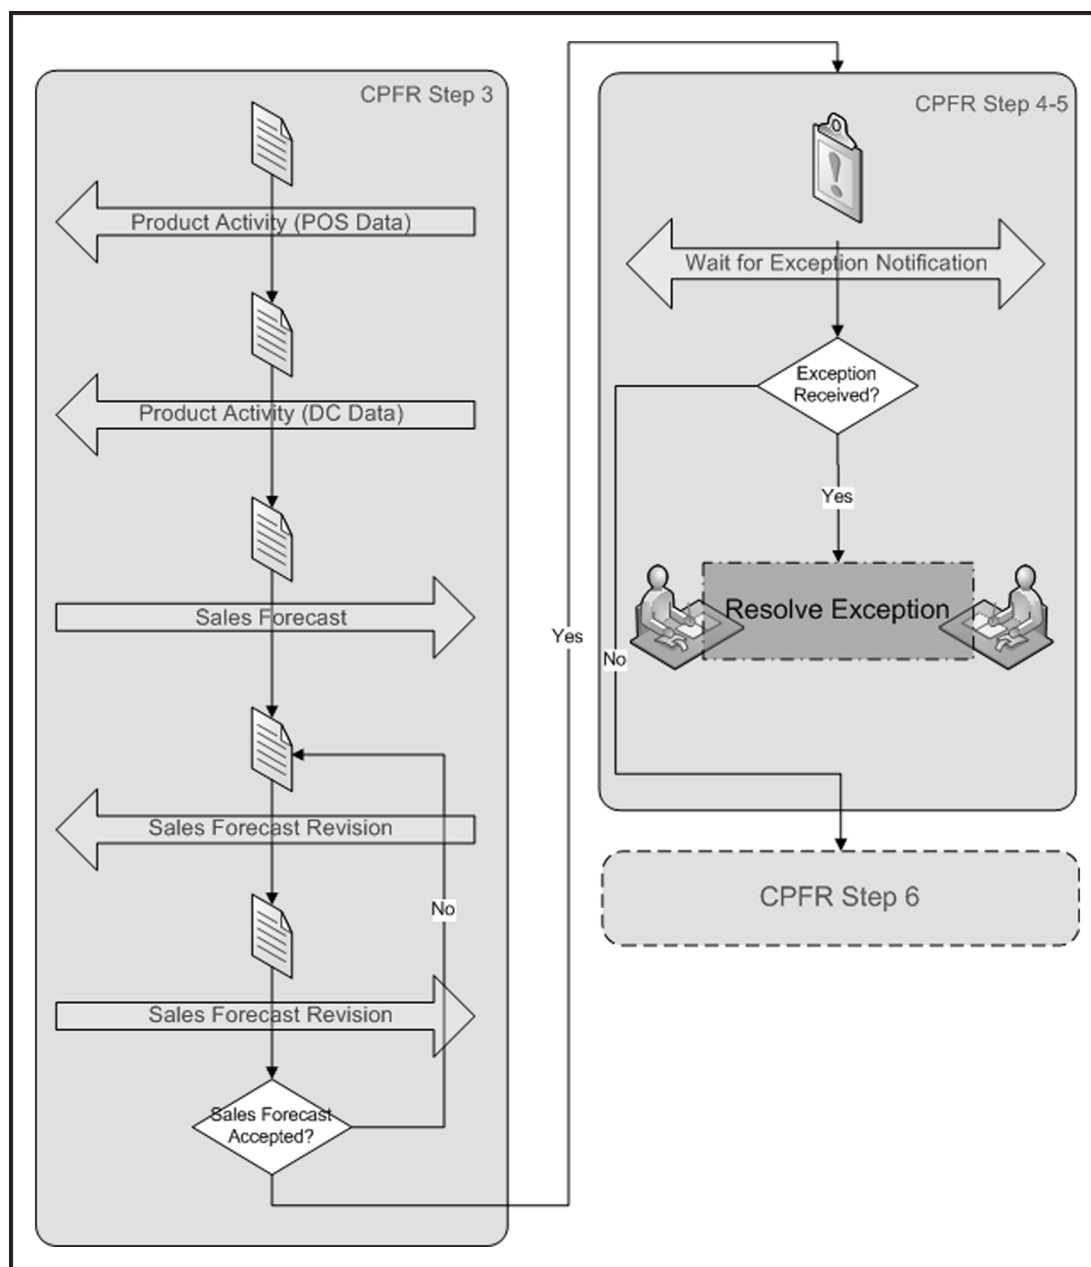 CPFR Step 3
Product Activity (POS Data)
Product Activity (DC Data)
Sales Forecast
Sales Forecast Revision
No
Sales Forecast Revision
Sales Forecast
Accepted?
Yes
CPFR Step 4-5
Wait for Exception Notification
Exception
Received?
Yes
Resolve Exception
No
CPFR Step 6